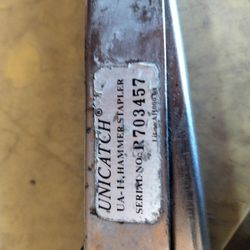 UNICATCH®
UA-11, HAMMER STAPLER
SERIAL NO: R703457